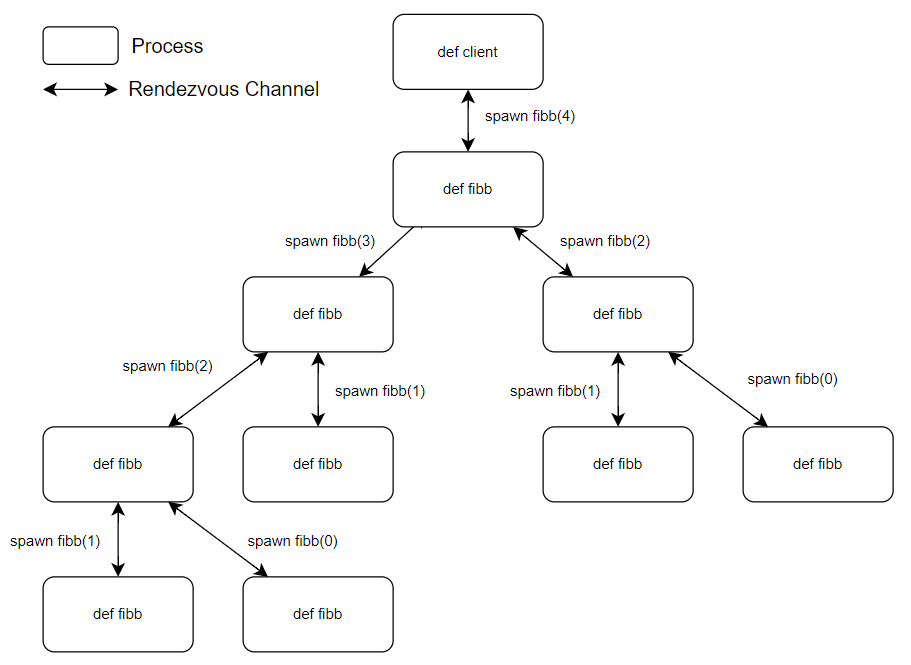 Process
Rendezvous Channel
def client
spawn fibb(4)
def fibb
spawn fibb(3)
spawn fibb(2)
def fibb
def fibb
spawn fibb(2)
spawn fibb(1)
spawn fibb(1)
spawn fibb(0)
def fibb
def fibb
def fibb
def fibb
spawn fibb(1)
spawn fibb(0)
def fibb
def fibb